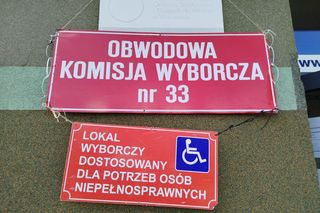 OBWODOWA
KOMISJA WYBORCZA
nr 33
LOKAL
WYBORCZY
DOSTOSOWANY
DLA POTRZEB OSÓB
NIEPEŁNOSPRAWNYCH